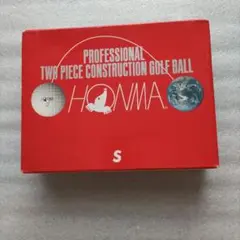 PROFESSIONAL
TWO PIECE CONSTRUCTION GOLF BALL
HONMA
S